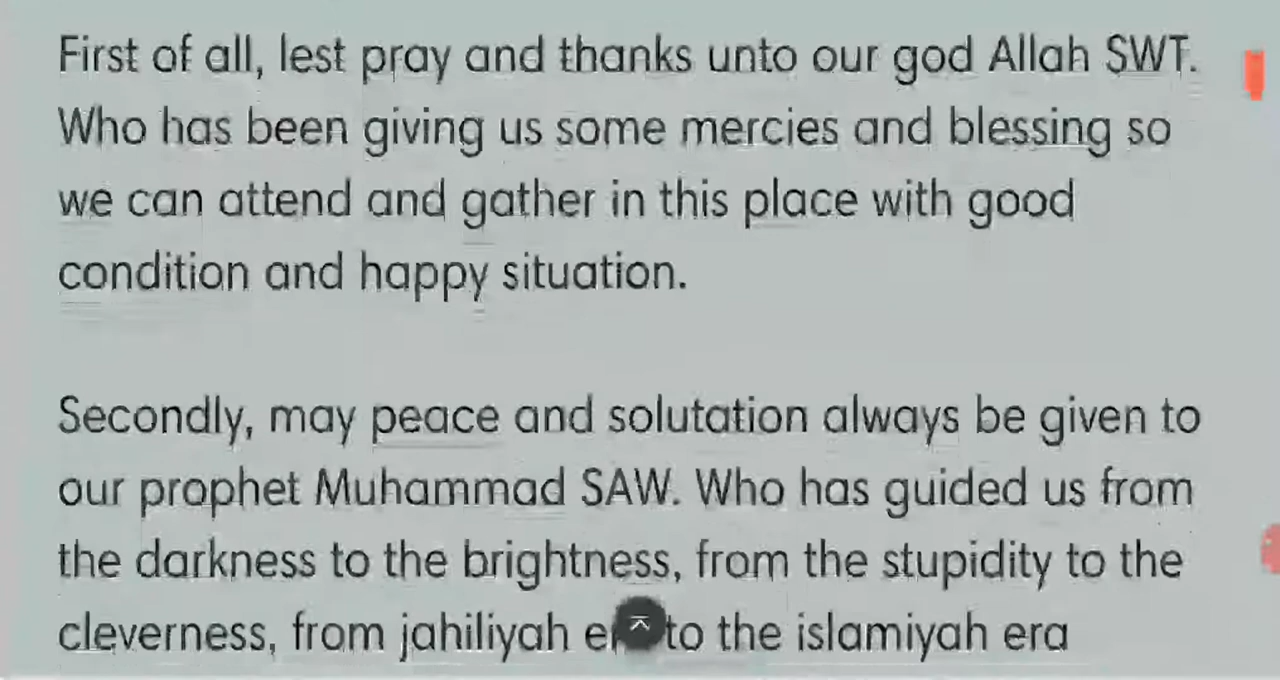 First of all, lest pray and thanks unto our god Allah SWT.
Who has been giving us some mercies and blessing so
we can attend and gather in this place with good
condition and happy situation.
Secondly, may peace and solutation always be given to
our prophet Muhammad SAW. Who has guided us from
the darkness to the brightness, from the stupidity to the
cleverness, from jahiliyah to the islamiyah era